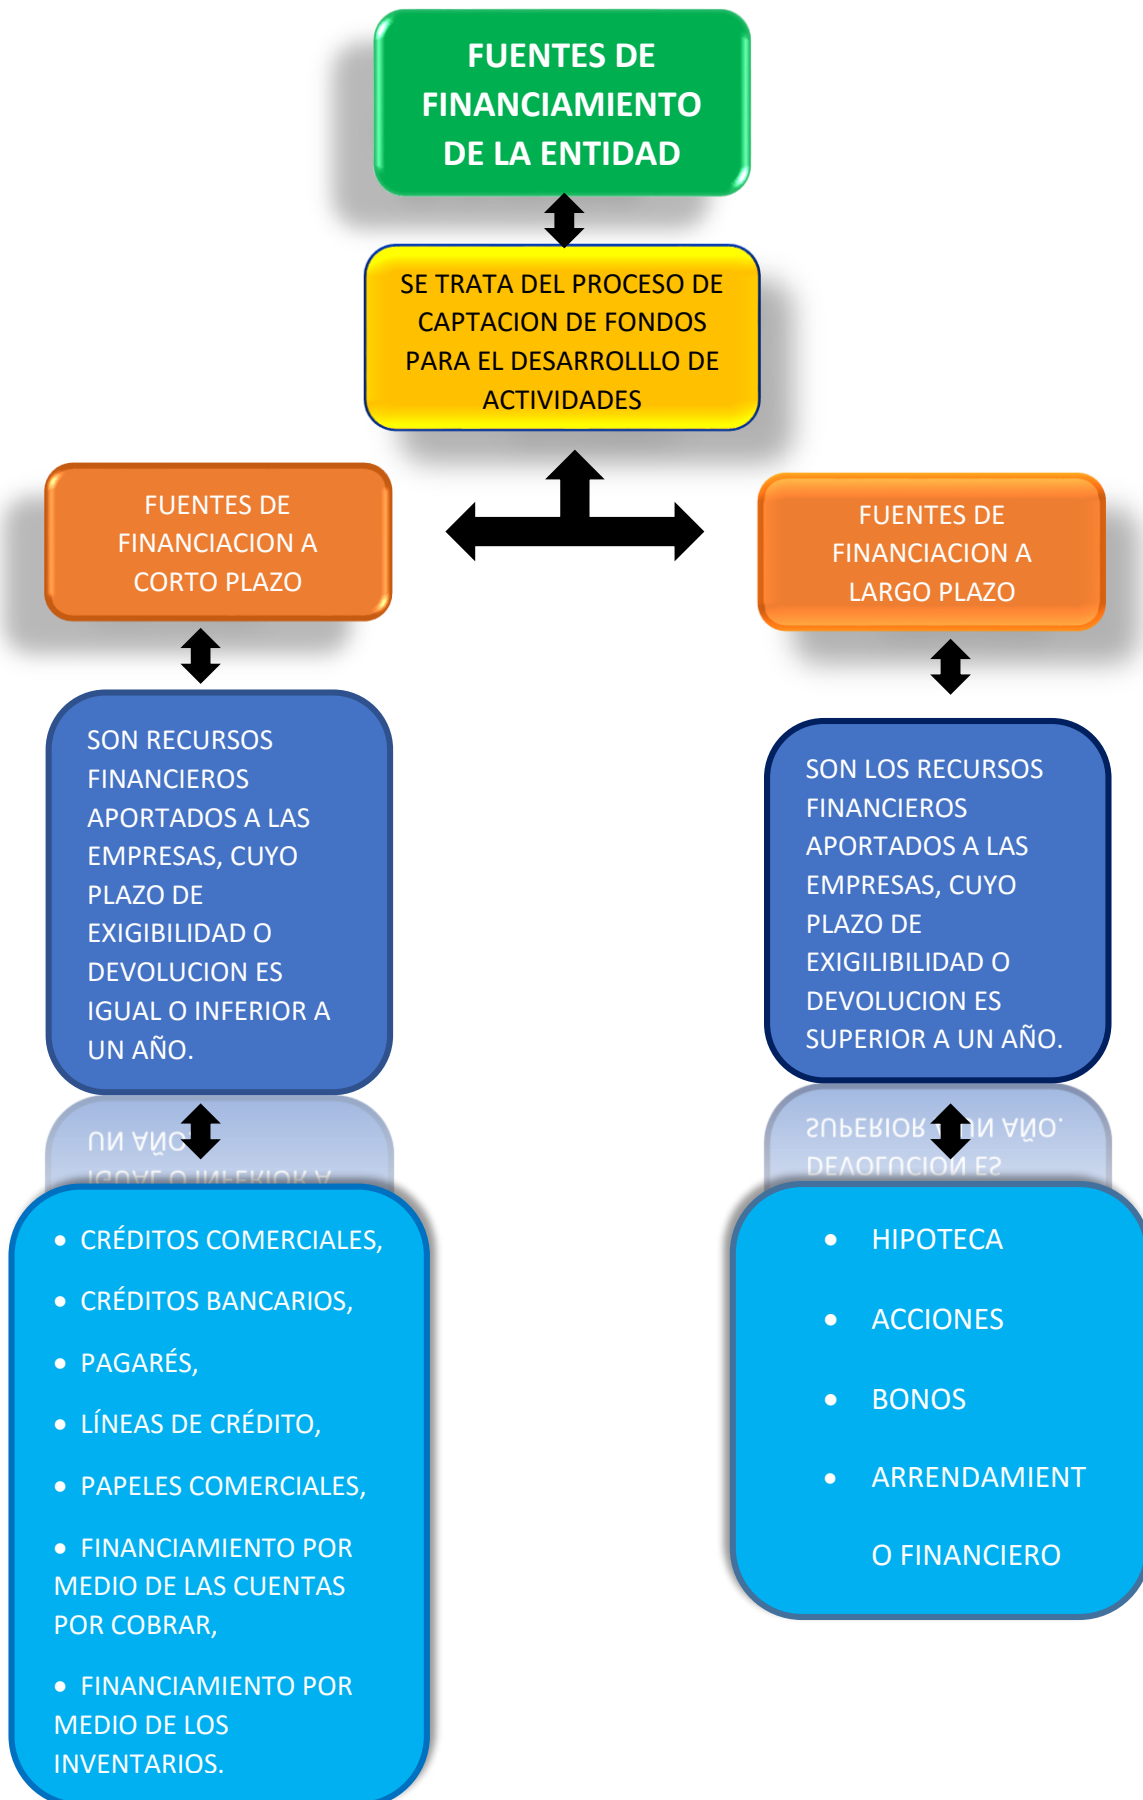 FUENTES DE
FINANCIAMIENTO
DE LA ENTIDAD
SE TRATA DEL PROCESO DE
CAPTACION DE FONDOS
PARA EL DESARROLLLO DE
ACTIVIDADES
FUENTES DE
FINANCIACION A
CORTO PLAZO
FUENTES DE
FINANCIACION A
LARGO PLAZO
SON RECURSOS
FINANCIEROS
APORTADOS A LAS
EMPRESAS, CUYO
PLAZO DE
EXIGIBILIDAD O
DEVOLUCION ES
IGUAL O INFERIOR A
UN AÑO.
SON LOS RECURSOS
FINANCIEROS
APORTADOS A LAS
EMPRESAS, CUYO
PLAZO DE
EXIGILIBILIDAD O
DEVOLUCION ES
SUPERIOR A UN AÑO.
• CRÉDITOS COMERCIALES,
• CRÉDITOS BANCARIOS,
• PAGARÉS,
• LÍNEAS DE CRÉDITO,
• PAPELES COMERCIALES,
• FINANCIAMIENTO POR
MEDIO DE LAS CUENTAS
POR COBRAR,
• FINANCIAMIENTO POR
MEDIO DE LOS
INVENTARIOS.
• HIPOTECA
• ACCIONES
• BONOS
• ARRENDAMIENT
O FINANCIERO